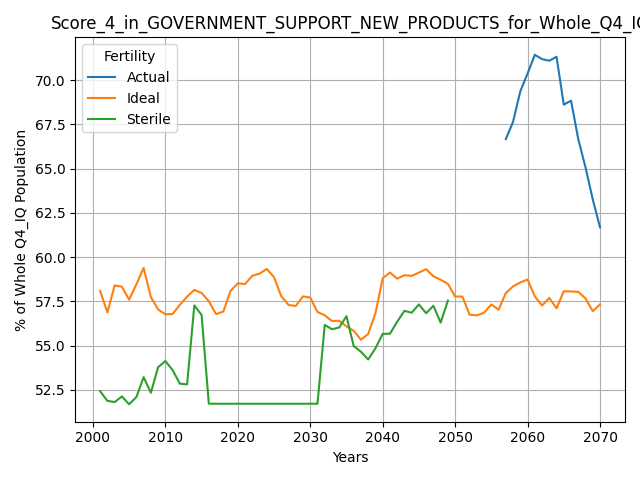 Score_4_in_GOVERNMENT_SUPPORT_NEW_PRODUCTS_for_Whole_Q4_IQ
Fertility
Actual
Ideal
Sterile
% of Whole Q4_IQ Population
70.0
67.5
65.0
62.5
60.0
57.5
55.0
52.5
2000 2010 2020 2030 2040 2050 2060 2070
Years